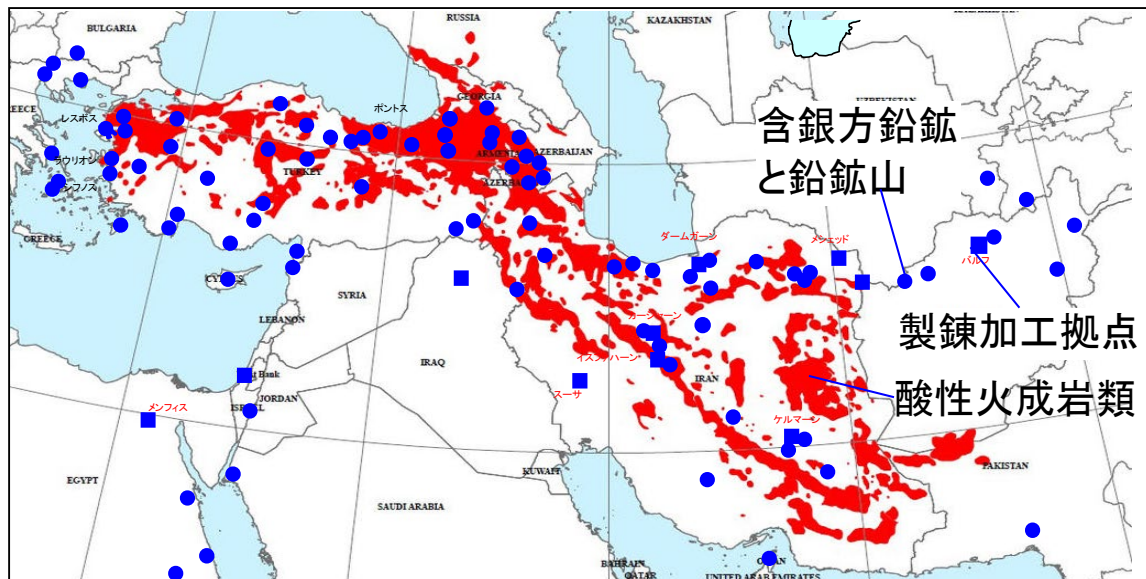 RUSSIA
KAZAKHSTAN
BULGARIA
GEORGIA
ポントス
レスボス
ラウリオン
シフノス
TURKEY
ARMENIA
AZERBAIJAN
GREECE
CYPRUS
SYRIA
LEBANON
IRAQ
IRAN
JORDAN
ISRAEL
EGYPT
KUWAIT
SAUDI ARABIA
BAHRAIN
QATAR
UNITED ARAB EMIRATES
OMAN
PAKISTAN
ダームガーン
メシェッド
バルフ
カーシャーン
イスファハーン
スーサ
ケルマーン
メンフィス
含銀方鉛鉱
と鉛鉱山
製錬加工拠点
酸性火成岩類